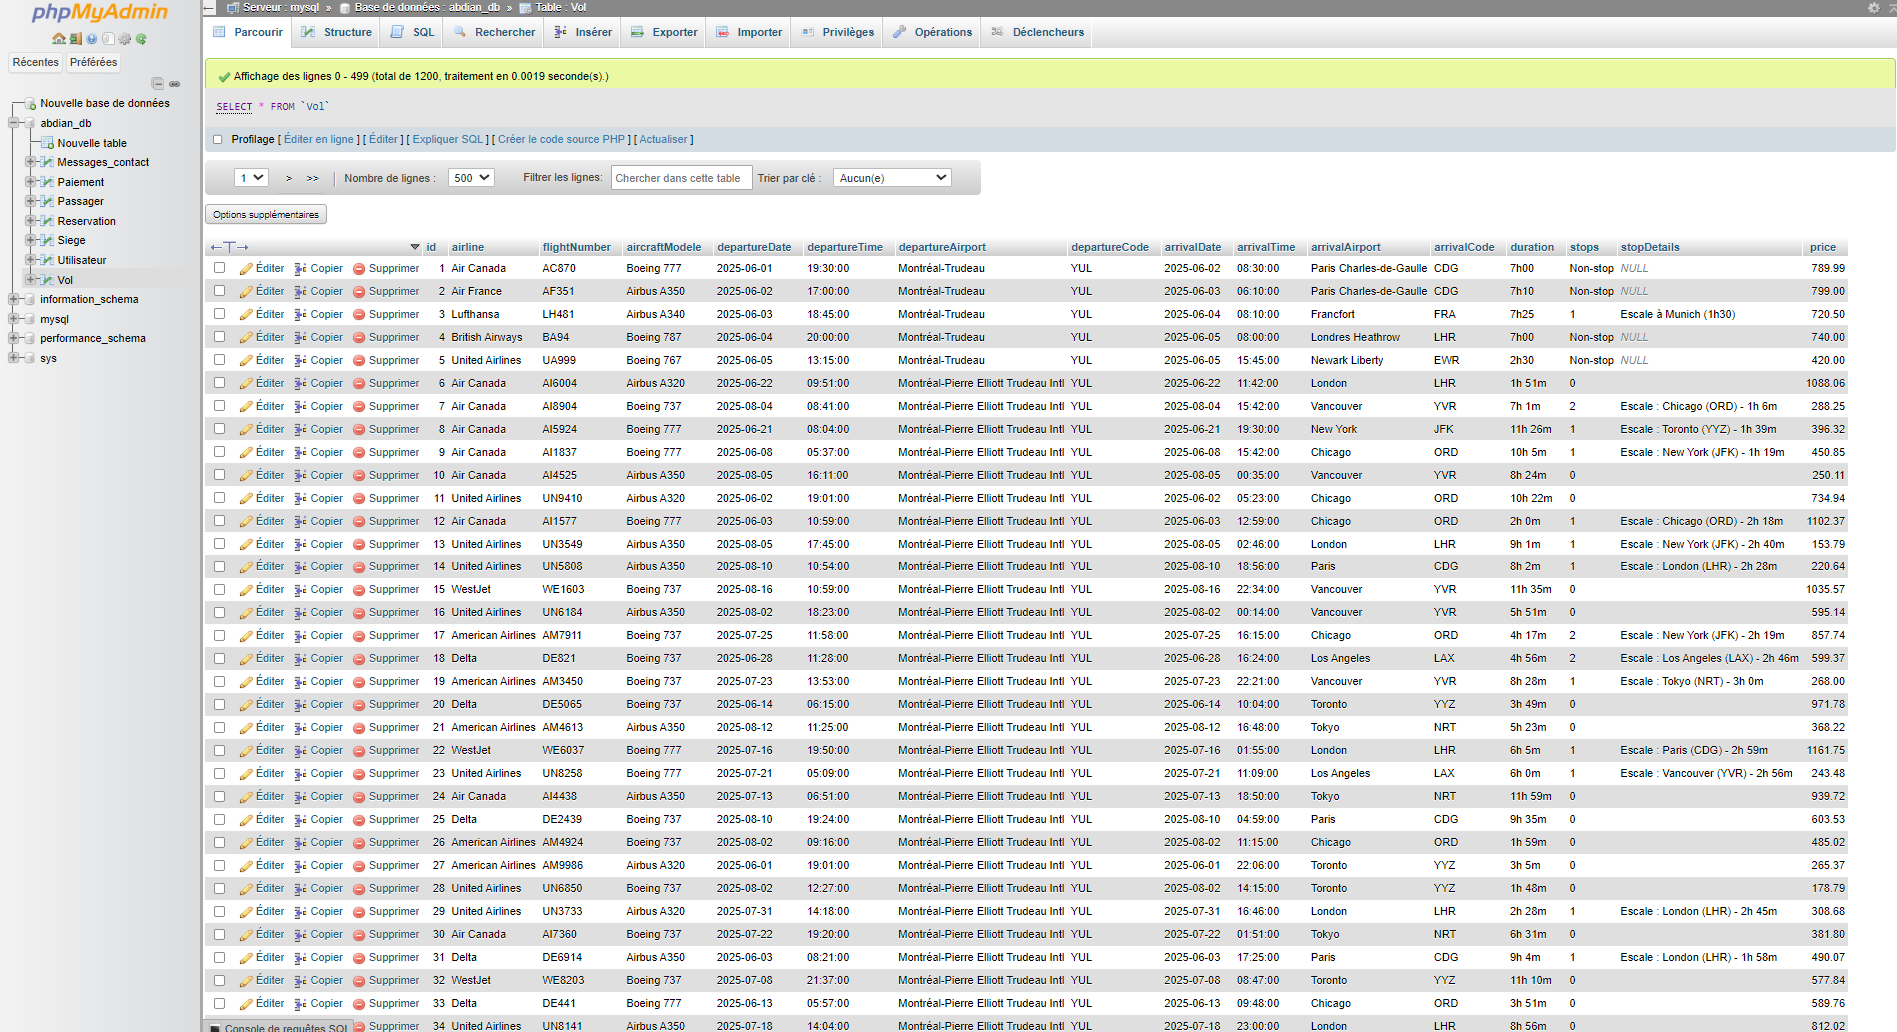 phpMyAdmin
Récentes Préférées
Nouvelle base de données
abdian_db
Nouvelle table
Messages_contact
Paiement
Passager
Reservation
Siege
Utilisateur
Vol
information_schema
mysql
performance_schema
sys
Serveur : mysql » Base de données : abdian_db » Table : Vol
Parcourir Structure SQL Rechercher Insérer Exporter Importer Privilèges Opérations Déclencheurs
Affichage des lignes 0 - 499 (total de 1200, traitement en 0.0019 seconde(s).)
SELECT * FROM `Vol`
Profilage [ Éditer en ligne ] [ Éditer ] [ Expliquer SQL ] [ Créer le code source PHP ] [ Actualiser ]
1 > >> | Nombre de lignes : 500 Filtrer les lignes: Chercher dans cette table Trier par clé : Aucun(e)
Options supplémentaires
←T→ id airline flightNumber aircraftModele departureDate departureTime departureAirport departureCode arrivalDate arrivalTime arrivalAirport arrivalCode duration stops stopDetails price
Éditer Copier Supprimer 1 Air Canada AC870 Boeing 777 2025-06-01 19:30:00 Montréal-Trudeau YUL 2025-06-02 08:30:00 Paris Charles-de-Gaulle CDG 7h00 Non-stop NULL 789.99
Éditer Copier Supprimer 2 Air France AF351 Airbus A350 2025-06-02 17:00:00 Montréal-Trudeau YUL 2025-06-03 06:10:00 Paris Charles-de-Gaulle CDG 7h10 Non-stop NULL 799.00
Éditer Copier Supprimer 3 Lufthansa LH481 Airbus A340 2025-06-03 18:45:00 Montréal-Trudeau YUL 2025-06-04 08:10:00 Francfort FRA 7h25 1 Escale à Munich (1h30) 720.50
Éditer Copier Supprimer 4 British Airways BA94 Boeing 787 2025-06-04 20:00:00 Montréal-Trudeau YUL 2025-06-05 08:00:00 Londres Heathrow LHR 7h00 Non-stop NULL 740.00
Éditer Copier Supprimer 5 United Airlines UA999 Boeing 767 2025-06-05 13:15:00 Montréal-Trudeau YUL 2025-06-05 15:45:00 Newark Liberty EWR 2h30 Non-stop NULL 420.00
Éditer Copier Supprimer 6 Air Canada AI6004 Airbus A320 2025-06-22 09:51:00 Montréal-Pierre Elliott Trudeau Intl YUL 2025-06-22 11:42:00 London LHR 1h 51m 0 1088.06
Éditer Copier Supprimer 7 Air Canada AI8904 Boeing 737 2025-08-04 08:41:00 Montréal-Pierre Elliott Trudeau Intl YUL 2025-08-04 15:42:00 Vancouver YVR 7h 1m 2 Escale : Chicago (ORD) - 1h 6m 288.25
Éditer Copier Supprimer 8 Air Canada AI5924 Boeing 777 2025-06-21 08:04:00 Montréal-Pierre Elliott Trudeau Intl YUL 2025-06-21 19:30:00 New York JFK 11h 26m 1 Escale : Toronto (YYZ) - 1h 39m 396.32
Éditer Copier Supprimer 9 Air Canada AI1837 Boeing 777 2025-06-08 05:37:00 Montréal-Pierre Elliott Trudeau Intl YUL 2025-06-08 15:42:00 Chicago ORD 10h 5m 1 Escale : New York (JFK) - 1h 19m 450.85
Éditer Copier Supprimer 10 Air Canada AI4525 Airbus A350 2025-08-05 16:11:00 Montréal-Pierre Elliott Trudeau Intl YUL 2025-08-05 00:35:00 Vancouver YVR 8h 24m 0 250.11
Éditer Copier Supprimer 11 United Airlines UN9410 Airbus A320 2025-06-02 19:01:00 Montréal-Pierre Elliott Trudeau Intl YUL 2025-06-02 05:23:00 Chicago ORD 10h 22m 0 734.94
Éditer Copier Supprimer 12 Air Canada AI1577 Boeing 777 2025-06-03 10:59:00 Montréal-Pierre Elliott Trudeau Intl YUL 2025-06-03 12:59:00 Chicago ORD 2h 0m 1 Escale : Chicago (ORD) - 2h 18m 1102.37
Éditer Copier Supprimer 13 United Airlines UN3549 Airbus A350 2025-08-05 17:45:00 Montréal-Pierre Elliott Trudeau Intl YUL 2025-08-05 02:46:00 London LHR 9h 1m 1 Escale : New York (JFK) - 2h 40m 153.79
Éditer Copier Supprimer 14 United Airlines UN5808 Airbus A350 2025-08-10 10:54:00 Montréal-Pierre Elliott Trudeau Intl YUL 2025-08-10 18:56:00 Paris CDG 8h 2m 1 Escale : London (LHR) - 2h 28m 220.64
Éditer Copier Supprimer 15 WestJet WE1603 Boeing 737 2025-08-16 10:59:00 Montréal-Pierre Elliott Trudeau Intl YUL 2025-08-16 22:34:00 Vancouver YVR 11h 35m 0 1035.57
Éditer Copier Supprimer 16 United Airlines UN6184 Airbus A350 2025-08-02 18:23:00 Montréal-Pierre Elliott Trudeau Intl YUL 2025-08-02 00:14:00 Vancouver YVR 5h 51m 0 595.14
Éditer Copier Supprimer 17 American Airlines AM7911 Boeing 737 2025-07-25 11:58:00 Montréal-Pierre Elliott Trudeau Intl YUL 2025-07-25 16:15:00 Chicago ORD 4h 17m 2 Escale : New York (JFK) - 2h 19m 857.74
Éditer Copier Supprimer 18 Delta DE821 Boeing 737 2025-06-28 11:28:00 Montréal-Pierre Elliott Trudeau Intl YUL 2025-06-28 16:24:00 Los Angeles LAX 4h 56m 2 Escale : Los Angeles (LAX) - 2h 46m 599.37
Éditer Copier Supprimer 19 American Airlines AM3450 Boeing 737 2025-07-23 13:53:00 Montréal-Pierre Elliott Trudeau Intl YUL 2025-07-23 22:21:00 Vancouver YVR 8h 28m 1 Escale : Tokyo (NRT) - 3h 0m 268.00
Éditer Copier Supprimer 20 Delta DE5065 Boeing 737 2025-06-14 06:15:00 Montréal-Pierre Elliott Trudeau Intl YUL 2025-06-14 10:04:00 Toronto YYZ 3h 49m 0 971.78
Éditer Copier Supprimer 21 American Airlines AM4613 Airbus A350 2025-08-12 11:25:00 Montréal-Pierre Elliott Trudeau Intl YUL 2025-08-12 16:48:00 Tokyo NRT 5h 23m 0 368.22
Éditer Copier Supprimer 22 WestJet WE6037 Boeing 777 2025-07-16 19:50:00 Montréal-Pierre Elliott Trudeau Intl YUL 2025-07-16 01:55:00 London LHR 6h 5m 1 Escale : Paris (CDG) - 2h 59m 1161.75
Éditer Copier Supprimer 23 United Airlines UN8258 Boeing 777 2025-07-21 05:09:00 Montréal-Pierre Elliott Trudeau Intl YUL 2025-07-21 11:09:00 Los Angeles LAX 6h 0m 1 Escale : Vancouver (YVR) - 2h 56m 243.48
Éditer Copier Supprimer 24 Air Canada AI4438 Airbus A350 2025-07-13 06:51:00 Montréal-Pierre Elliott Trudeau Intl YUL 2025-07-13 18:50:00 Tokyo NRT 11h 59m 0 939.72
Éditer Copier Supprimer 25 Delta DE2439 Airbus A350 2025-08-10 19:24:00 Montréal-Pierre Elliott Trudeau Intl YUL 2025-08-10 04:59:00 Paris CDG 9h 35m 0 603.53
Éditer Copier Supprimer 26 American Airlines AM4924 Boeing 737 2025-08-02 09:16:00 Montréal-Pierre Elliott Trudeau Intl YUL 2025-08-02 11:15:00 Chicago ORD 1h 59m 0 485.02
Éditer Copier Supprimer 27 American Airlines AM9986 Airbus A320 2025-06-01 19:01:00 Montréal-Pierre Elliott Trudeau Intl YUL 2025-06-01 22:06:00 Toronto YYZ 3h 5m 0 265.37
Éditer Copier Supprimer 28 United Airlines UN6850 Boeing 737 2025-08-02 12:27:00 Montréal-Pierre Elliott Trudeau Intl YUL 2025-08-02 14:15:00 Toronto YYZ 1h 48m 0 178.79
Éditer Copier Supprimer 29 United Airlines UN3733 Airbus A320 2025-07-31 14:18:00 Montréal-Pierre Elliott Trudeau Intl YUL 2025-07-31 16:46:00 London LHR 2h 28m 1 Escale : London (LHR) - 2h 45m 308.68
Éditer Copier Supprimer 30 Air Canada AI7360 Boeing 737 2025-07-22 19:20:00 Montréal-Pierre Elliott Trudeau Intl YUL 2025-07-22 01:51:00 Tokyo NRT 6h 31m 0 381.80
Éditer Copier Supprimer 31 Delta DE6914 Airbus A350 2025-06-03 08:21:00 Montréal-Pierre Elliott Trudeau Intl YUL 2025-06-03 17:25:00 Paris CDG 9h 4m 1 Escale : London (LHR) - 1h 58m 490.07
Éditer Copier Supprimer 32 WestJet WE8203 Boeing 737 2025-07-08 21:37:00 Montréal-Pierre Elliott Trudeau Intl YUL 2025-07-08 08:47:00 Toronto YYZ 11h 10m 0 577.84
Éditer Copier Supprimer 33 Delta DE441 Boeing 777 2025-06-13 05:57:00 Montréal-Pierre Elliott Trudeau Intl YUL 2025-06-13 09:48:00 Chicago ORD 3h 51m 0 589.76
Console de requêtes SQL Supprimer 34 United Airlines UN8141 Airbus A350 2025-07-18 14:04:00 Montréal-Pierre Elliott Trudeau Intl YUL 2025-07-18 23:00:00 London LHR 8h 56m 0 812.02